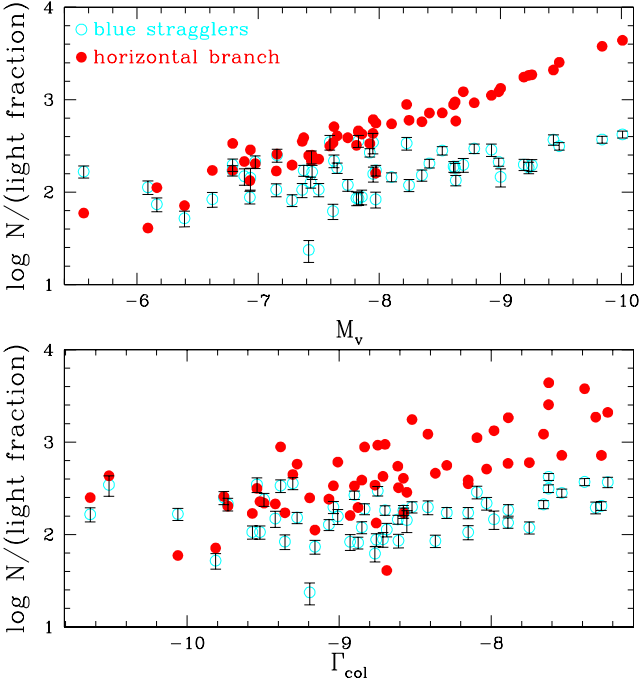 4
blue stragglers
horizontal branch
3
log N/(light fraction)
2
1
−6 −7 −8 −9 −10
M_v
4
3
log N/(light fraction)
2
1
−10 −9 −8
Γ_col